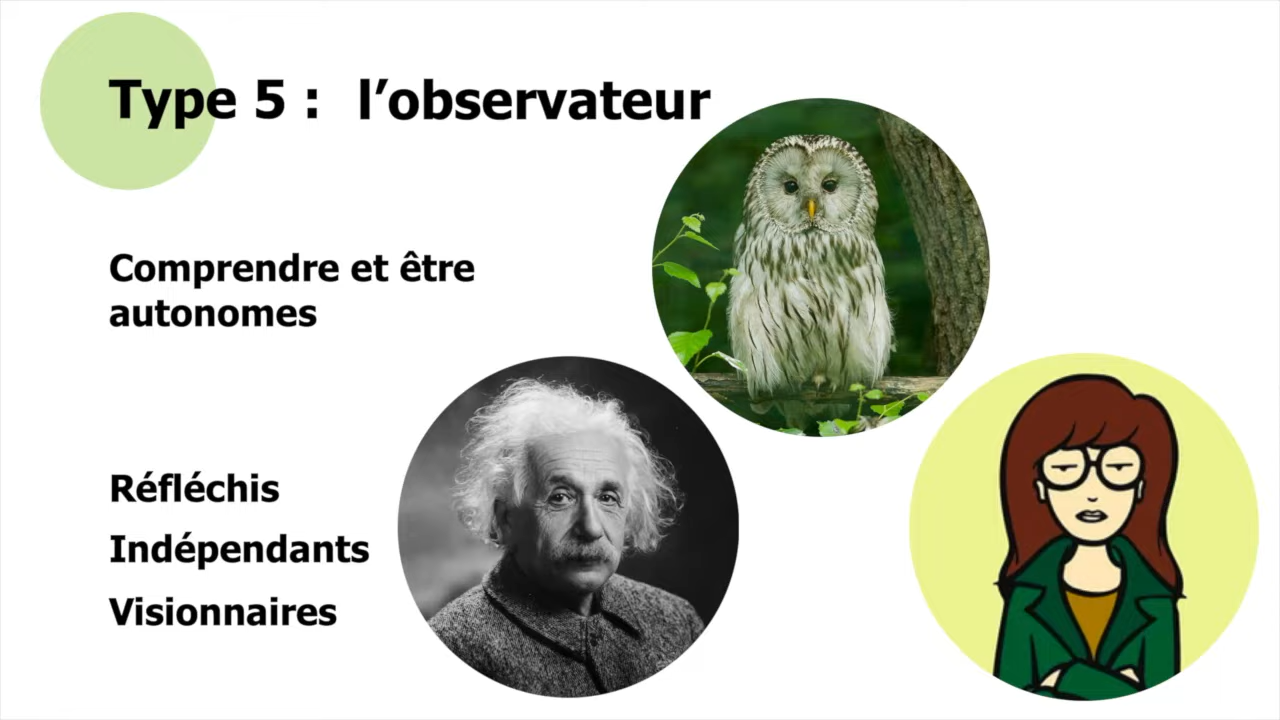 Type 5 : l’observateur
Comprendre et être
autonomes
Réfléchis
Indépendants
Visionnaires